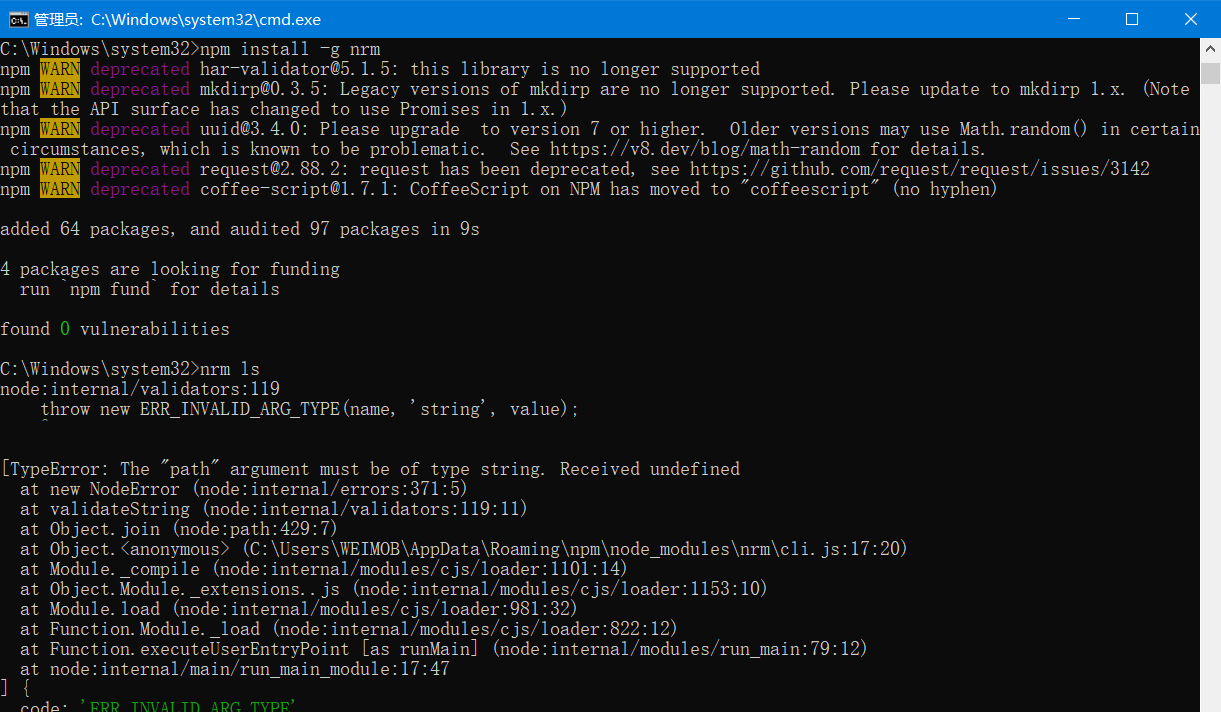 管理员: C:\Windows\system32\cmd.exe
C:\Windows\system32>npm install -g nrm
npm WARN deprecated har-validator@5.1.5: this library is no longer supported
npm WARN deprecated mkdirp@0.3.5: Legacy versions of mkdirp are no longer supported. Please update to mkdirp 1.x. (Note
that the API surface has changed to use Promises in 1.x.)
npm WARN deprecated uuid@3.4.0: Please upgrade  to version 7 or higher.  Older versions may use Math.random() in certain
 circumstances, which is known to be problematic.  See https://v8.dev/blog/math-random for details.
npm WARN deprecated request@2.88.2: request has been deprecated, see https://github.com/request/request/issues/3142
npm WARN deprecated coffee-script@1.7.1: CoffeeScript on NPM has moved to "coffeescript" (no hyphen)
added 64 packages, and audited 97 packages in 9s
4 packages are looking for funding
  run `npm fund` for details
found 0 vulnerabilities
C:\Windows\system32>nrm ls
node:internal/validators:119
    throw new ERR_INVALID_ARG_TYPE(name, 'string', value);
    ^
[TypeError: The "path" argument must be of type string. Received undefined
  at new NodeError (node:internal/errors:371:5)
  at validateString (node:internal/validators:119:11)
  at Object.join (node:path:429:7)
  at Object.<anonymous> (C:\Users\WEIMOB\AppData\Roaming\npm\node_modules\nrm\cli.js:17:20)
  at Module._compile (node:internal/modules/cjs/loader:1101:14)
  at Object.Module._extensions..js (node:internal/modules/cjs/loader:1153:10)
  at Module.load (node:internal/modules/cjs/loader:981:32)
  at Function.Module._load (node:internal/modules/cjs/loader:822:12)
  at Function.executeUserEntryPoint [as runMain] (node:internal/modules/run_main:79:12)
  at node:internal/main/run_main_module:17:47
] {
  code: 'ERR_INVALID_ARG_TYPE'